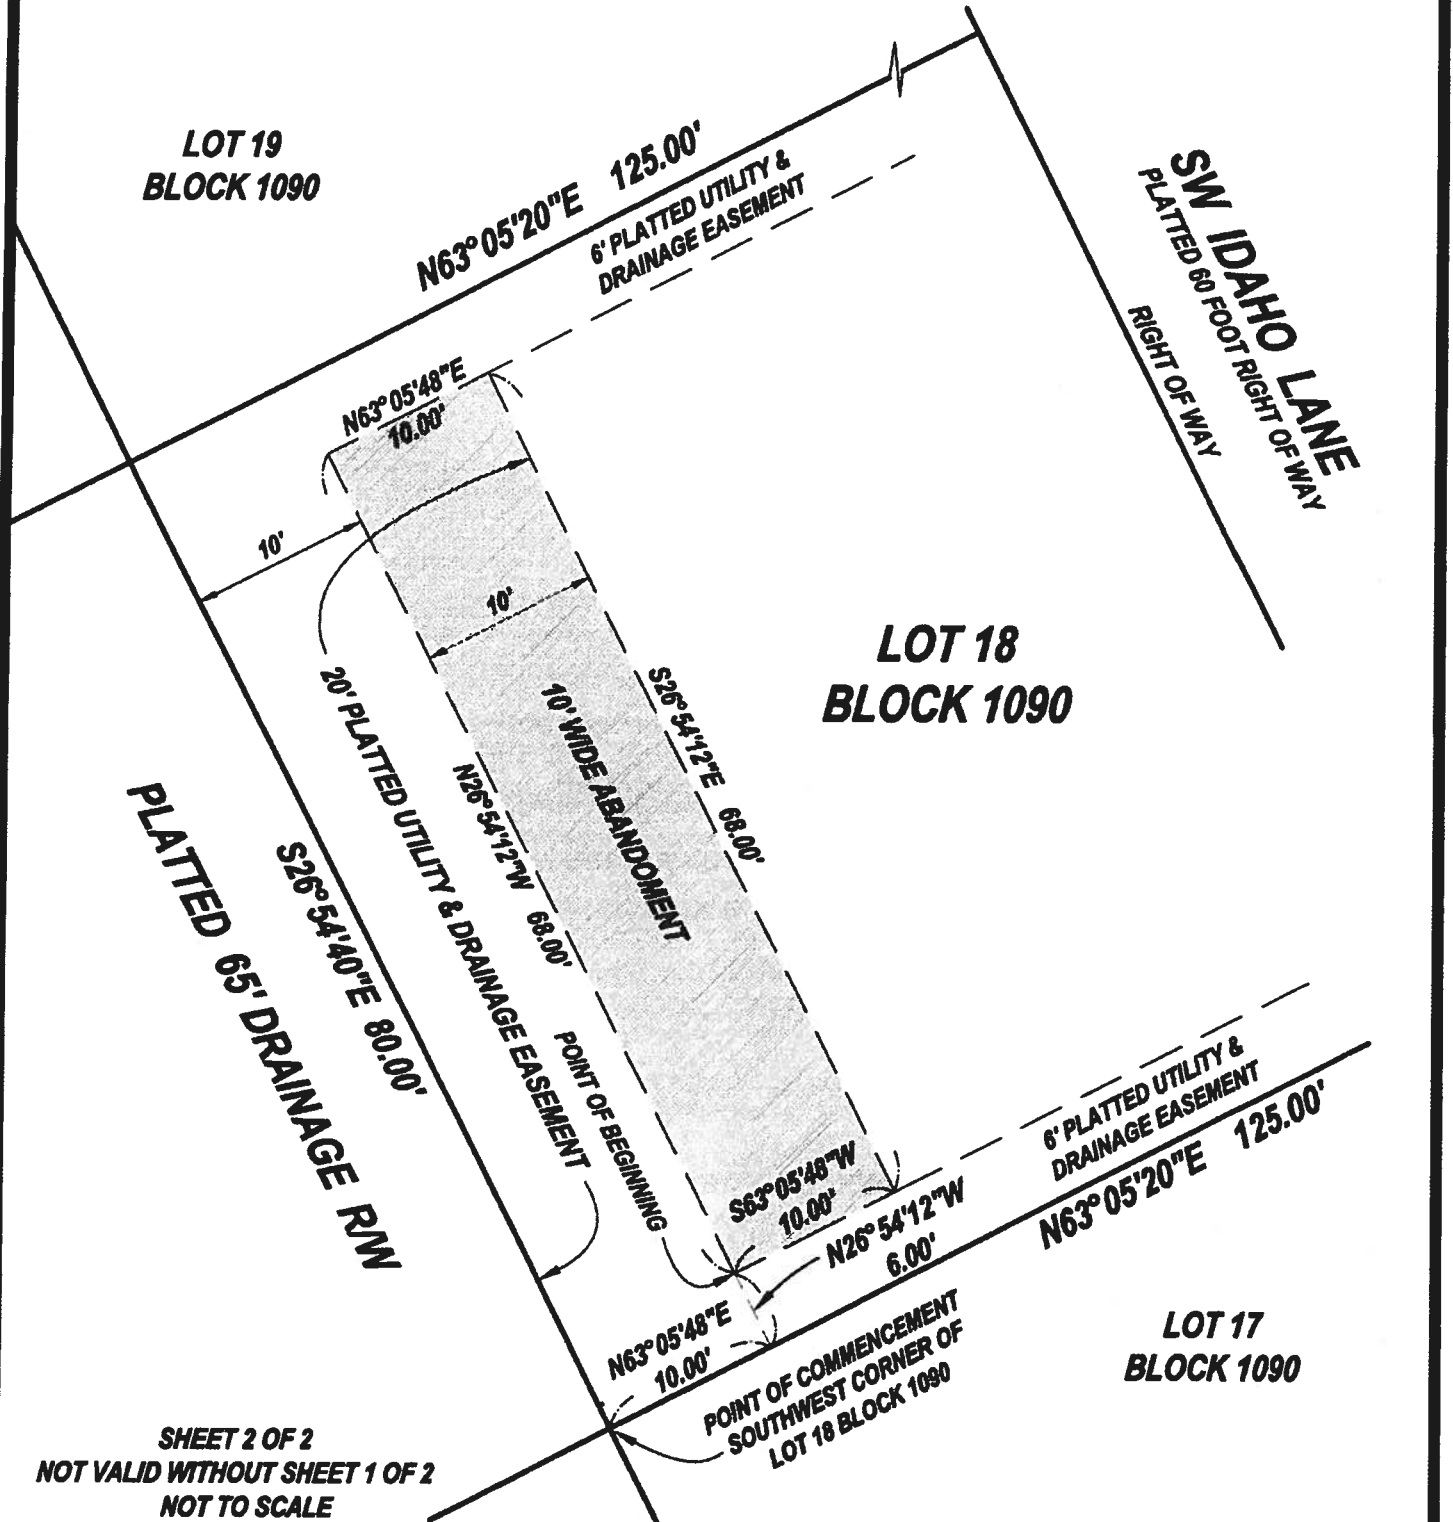 LOT 19
BLOCK 1090
N63°05'20"E 125.00'
6' PLATTED UTILITY &
DRAINAGE EASEMENT
SW IDAHO LANE
PLATTED 60 FOOT RIGHT OF WAY
RIGHT OF WAY
N63°05'48"E
10.00'
10'
10'
LOT 18
BLOCK 1090
20' PLATTED UTILITY & DRAINAGE EASEMENT
10' WIDE ABANDOMENT
S26°54'12"E 68.00'
N26°54'12"W 68.00'
PLATTED 65' DRAINAGE R/W
S26°54'40"E 80.00'
POINT OF BEGINNING
6' PLATTED UTILITY &
DRAINAGE EASEMENT
N63°05'20"E 125.00'
S63°05'48"W
10.00'
N26°54'12"W
6.00'
N63°05'48"E
10.00'
POINT OF COMMENCEMENT
SOUTHWEST CORNER OF
LOT 18 BLOCK 1090
LOT 17
BLOCK 1090
SHEET 2 OF 2
NOT VALID WITHOUT SHEET 1 OF 2
NOT TO SCALE